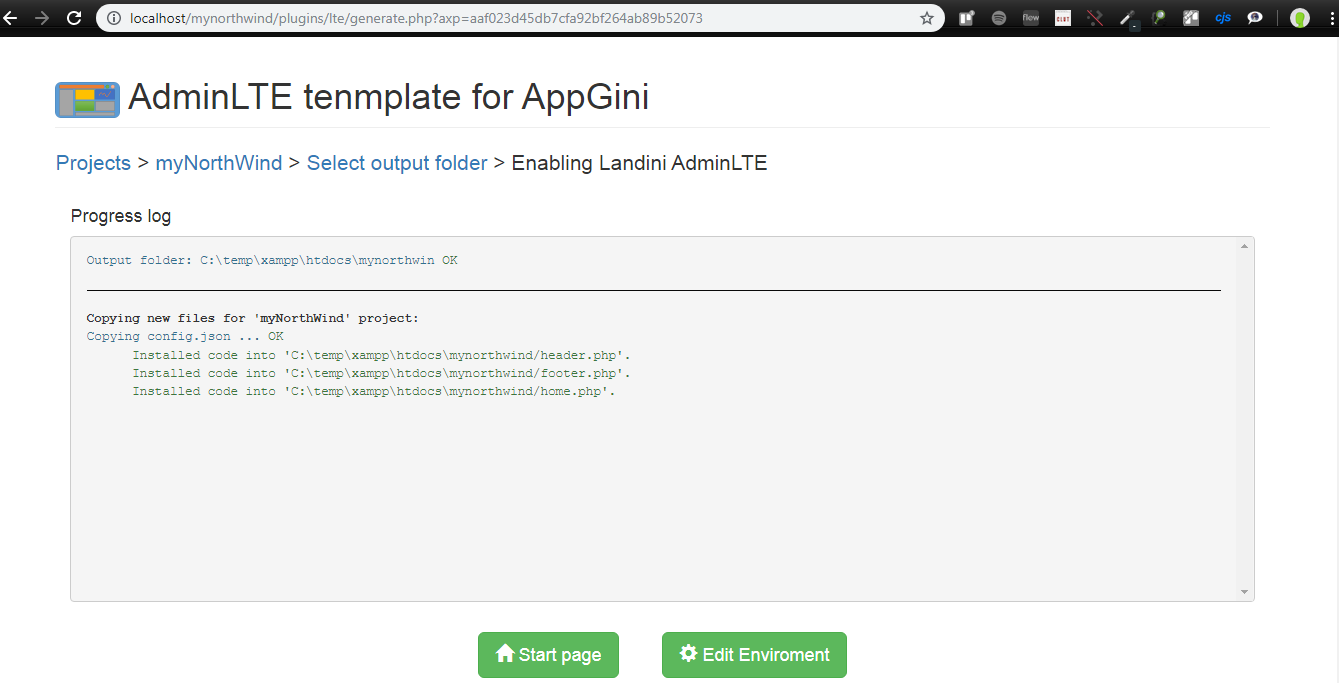 localhost/mynorthwind/plugins/lte/generate.php?axp=aaf023d45db7cfa92bf264ab89b52073
flow
cjs
AdminLTE tenmplate for AppGini
Projects > myNorthWind > Select output folder > Enabling Landini AdminLTE
Progress log
Output folder: C:\temp\xampp\htdocs\mynorthwin OK
Copying new files for 'myNorthWind' project:
Copying config.json ... OK
Installed code into 'C:\temp\xampp\htdocs\mynorthwind/header.php'.
Installed code into 'C:\temp\xampp\htdocs\mynorthwind/footer.php'.
Installed code into 'C:\temp\xampp\htdocs\mynorthwind/home.php'.
Start page
Edit Enviroment